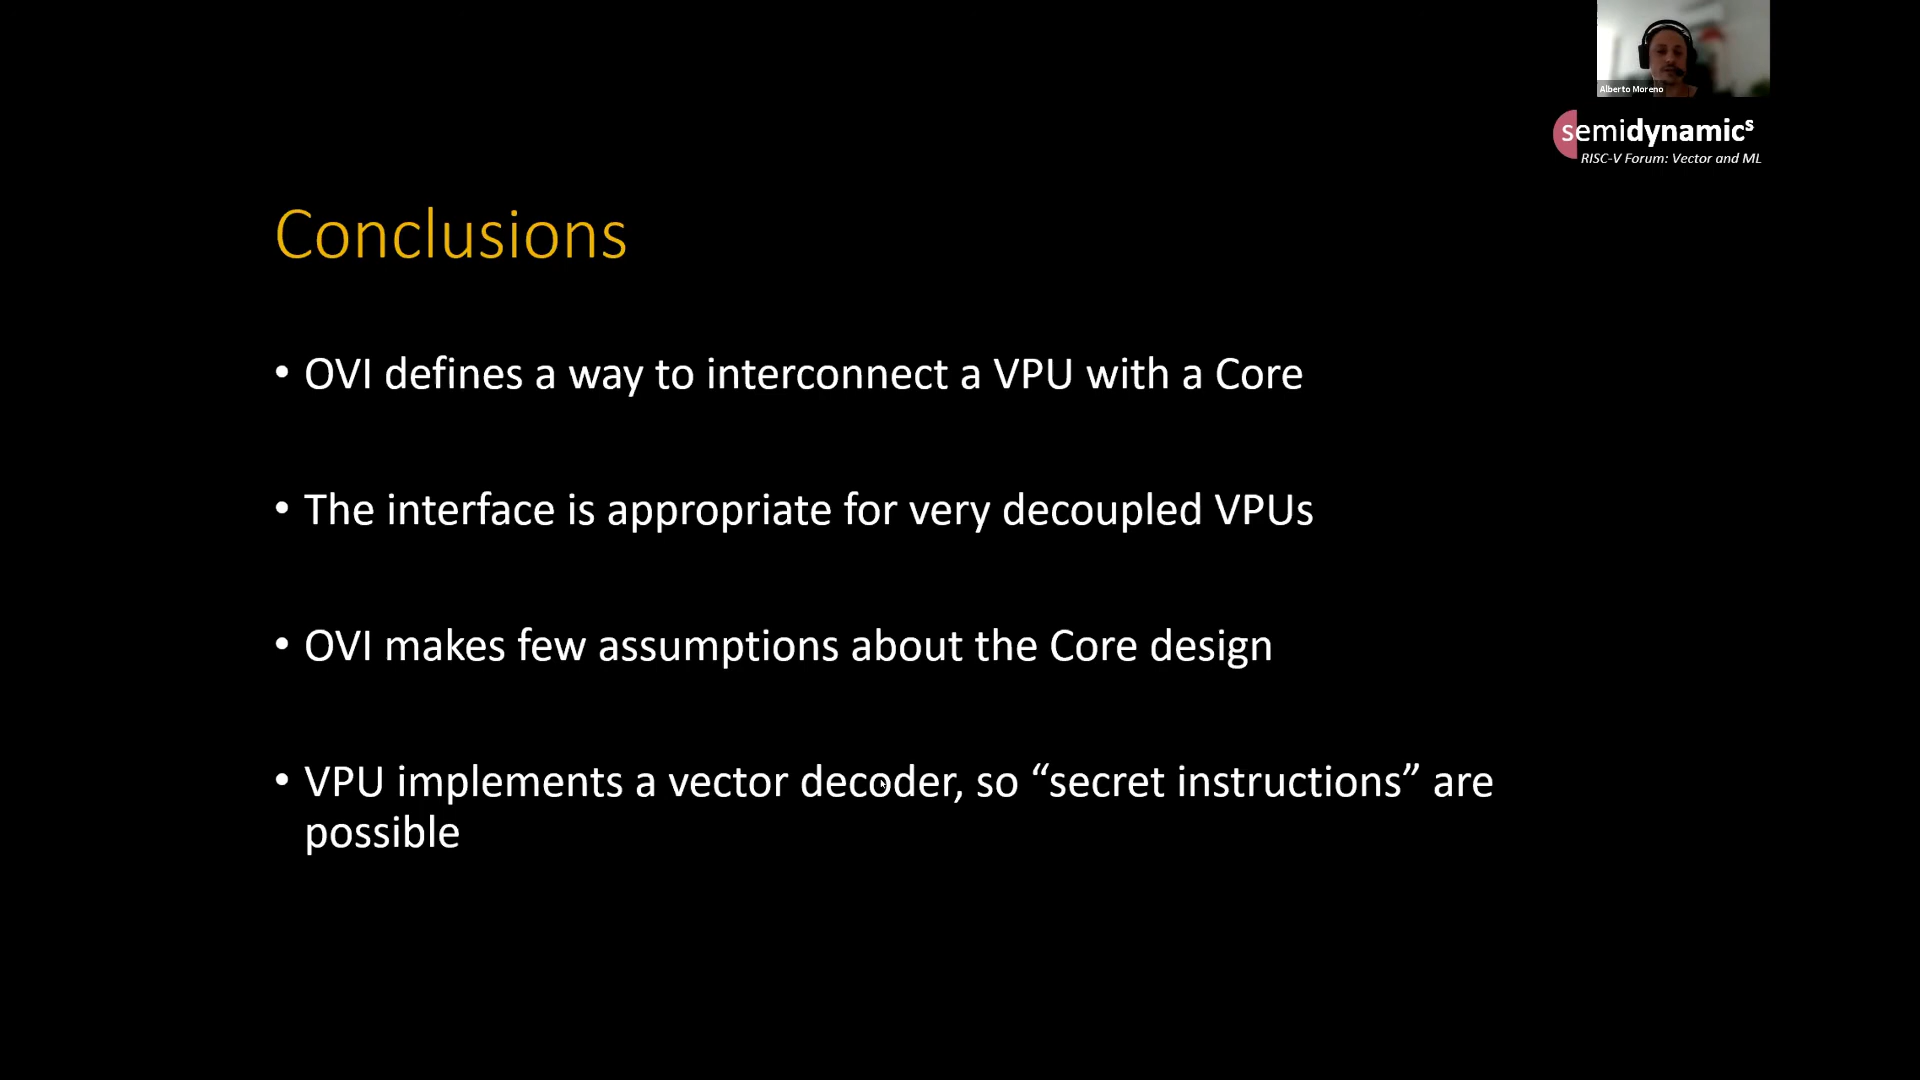 Alberto Moreno
semidynamicˢ
RISC-V Forum: Vector and ML
Conclusions
• OVI defines a way to interconnect a VPU with a Core
• The interface is appropriate for very decoupled VPUs
• OVI makes few assumptions about the Core design
• VPU implements a vector decoder, so “secret instructions” are
possible